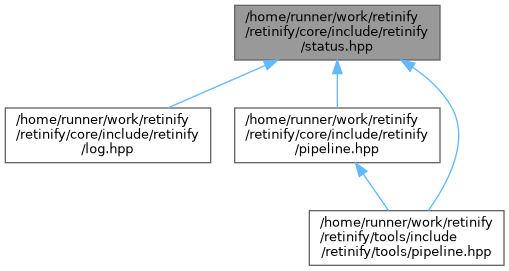 /home/runner/work/retinify
/retinify/core/include/retinify
/status.hpp
/home/runner/work/retinify
/retinify/core/include/retinify
/log.hpp
/home/runner/work/retinify
/retinify/core/include/retinify
/pipeline.hpp
/home/runner/work/retinify
/retinify/tools/include
/retinify/tools/pipeline.hpp